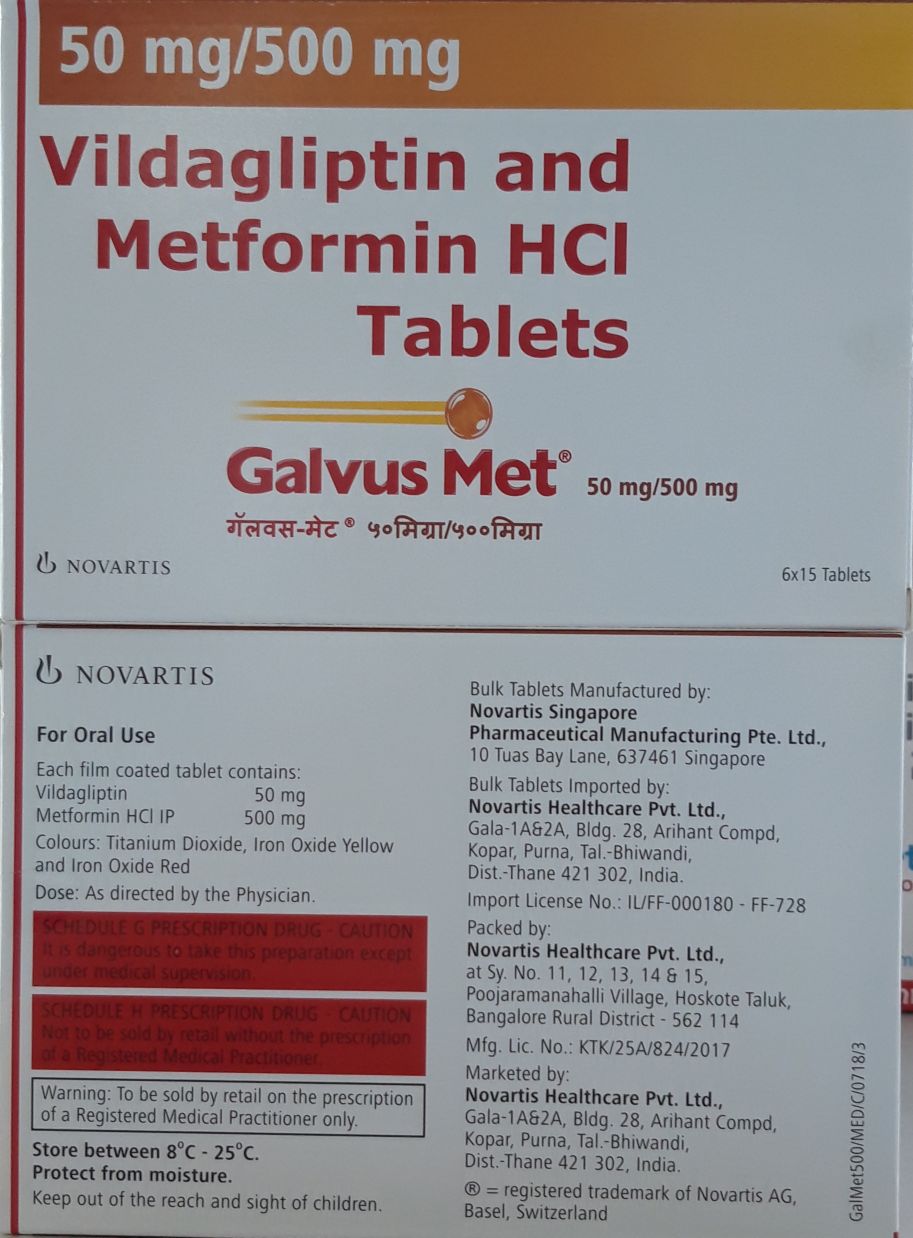 50 mg/500 mg
Vildagliptin and
Metformin HCl
Tablets
Galvus Met® 50 mg/500 mg
गॅलवस-मेट ® ५०मिग्रा/५००मिग्रा
NOVARTIS
6x15 Tablets
NOVARTIS
For Oral Use
Each film coated tablet contains:
Vildagliptin 50 mg
Metformin HCl IP 500 mg
Colours: Titanium Dioxide, Iron Oxide Yellow
and Iron Oxide Red
Dose: As directed by the Physician.
SCHEDULE G PRESCRIPTION DRUG - CAUTION
It is dangerous to take this preparation except
under medical supervision.
SCHEDULE H PRESCRIPTION DRUG - CAUTION
Not to be sold by retail without the prescription
of a Registered Medical Practitioner.
Warning: To be sold by retail on the prescription
of a Registered Medical Practitioner only.
Store between 8°C - 25°C.
Protect from moisture.
Keep out of the reach and sight of children.
Bulk Tablets Manufactured by:
Novartis Singapore
Pharmaceutical Manufacturing Pte. Ltd.,
10 Tuas Bay Lane, 637461 Singapore
Bulk Tablets Imported by:
Novartis Healthcare Pvt. Ltd.,
Gala-1A&2A, Bldg. 28, Arihant Compd,
Kopar, Purna, Tal.-Bhiwandi,
Dist.-Thane 421 302, India.
Import License No.: IL/FF-000180 - FF-728
Packed by:
Novartis Healthcare Pvt. Ltd.,
at Sy. No. 11, 12, 13, 14 & 15,
Poojaramanahalli Village, Hoskote Taluk,
Bangalore Rural District - 562 114
Mfg. Lic. No.: KTK/25A/824/2017
Marketed by:
Novartis Healthcare Pvt. Ltd.,
Gala-1A&2A, Bldg. 28, Arihant Compd,
Kopar, Purna, Tal.-Bhiwandi,
Dist.-Thane 421 302, India.
® = registered trademark of Novartis AG,
Basel, Switzerland
GalMet500/MED/C/0718/3